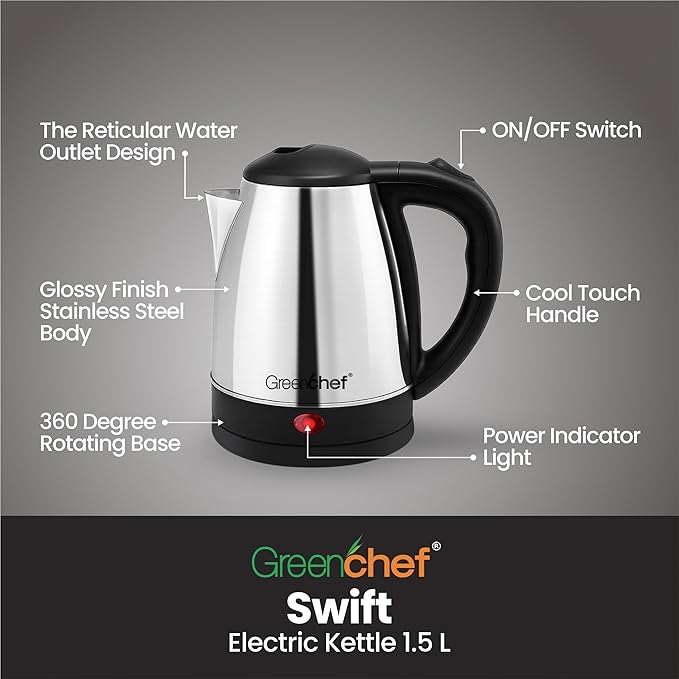 The Reticular Water
Outlet Design
ON/OFF Switch
Glossy Finish
Stainless Steel
Body
Cool Touch
Handle
Greenchef®
360 Degree
Rotating Base
Power Indicator
Light
Greenchef®
Swift
Electric Kettle 1.5 L